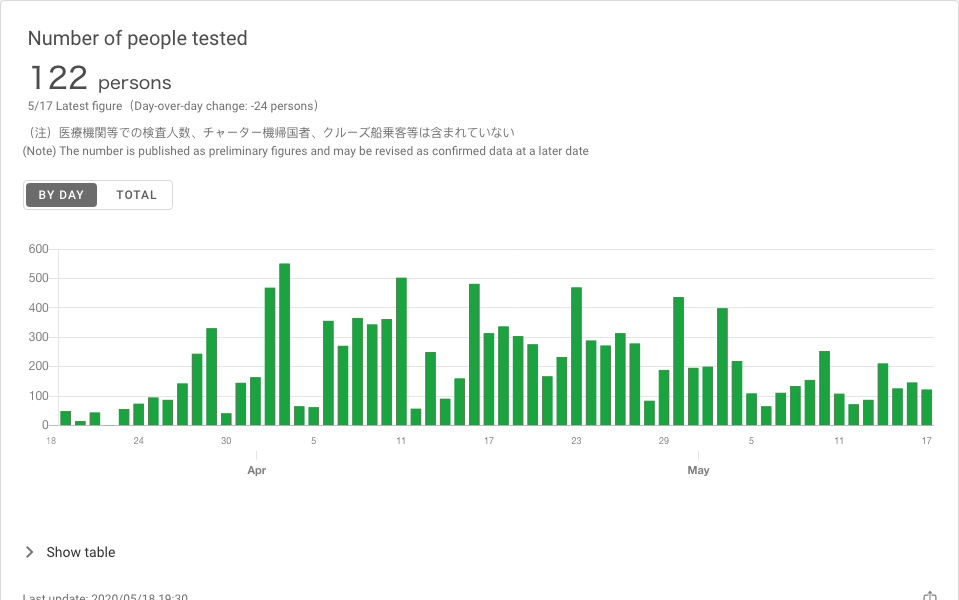 Number of people tested
122 persons
5/17 Latest figure（Day-over-day change: -24 persons）
（注）医療機関等での検査人数、チャーター機帰国者、クルーズ船乗客等は含まれていない
(Note) The number is published as preliminary figures and may be revised as confirmed data at a later date
BY DAY TOTAL
600
500
400
300
200
100
0
18 24 30 5 11 17 23 29 5 11 17
Apr May
Show table
Last update: 2020/05/18 19:30